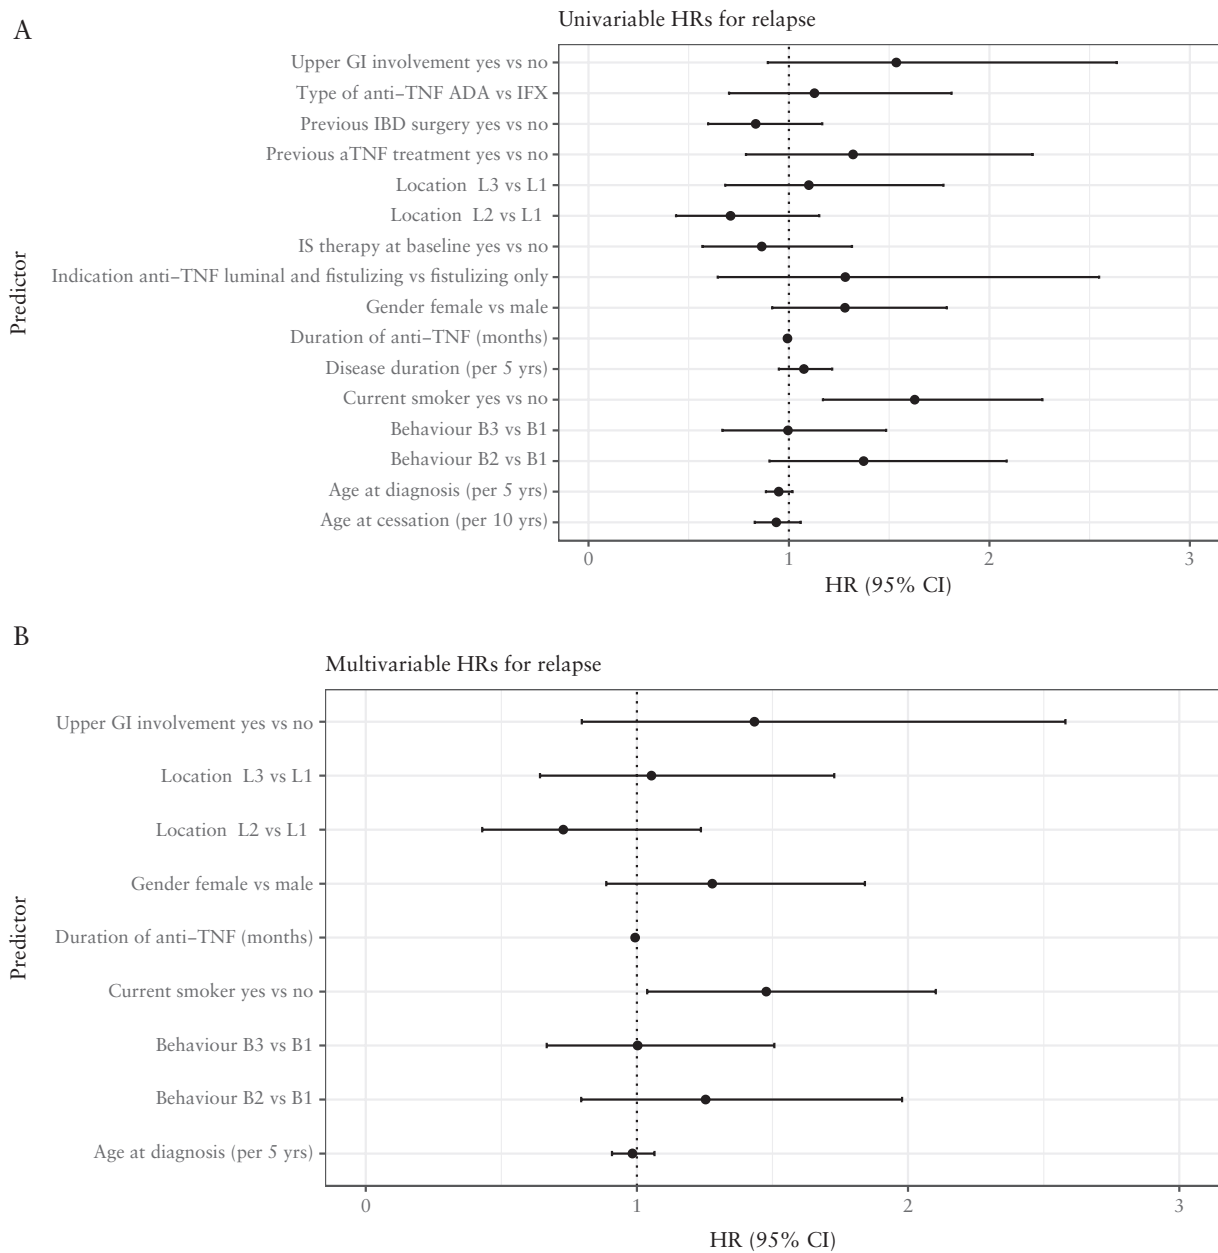 A
Univariable HRs for relapse
Predictor
Upper GI involvement yes vs no
Type of anti−TNF ADA vs IFX
Previous IBD surgery yes vs no
Previous aTNF treatment yes vs no
Location L3 vs L1
Location L2 vs L1
IS therapy at baseline yes vs no
Indication anti−TNF luminal and fistulizing vs fistulizing only
Gender female vs male
Duration of anti−TNF (months)
Disease duration (per 5 yrs)
Current smoker yes vs no
Behaviour B3 vs B1
Behaviour B2 vs B1
Age at diagnosis (per 5 yrs)
Age at cessation (per 10 yrs)
0 1 2 3
HR (95% CI)
B
Multivariable HRs for relapse
Predictor
Upper GI involvement yes vs no
Location L3 vs L1
Location L2 vs L1
Gender female vs male
Duration of anti−TNF (months)
Current smoker yes vs no
Behaviour B3 vs B1
Behaviour B2 vs B1
Age at diagnosis (per 5 yrs)
0 1 2 3
HR (95% CI)